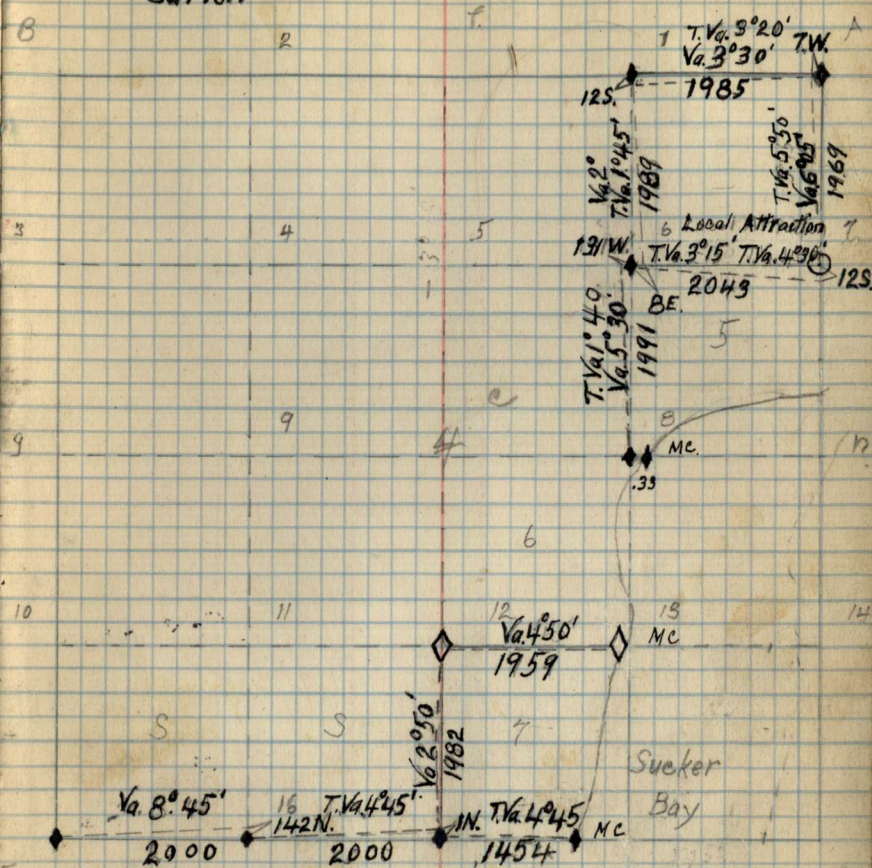 B 2 1 A
T.Va. 3°20' T.W.
Va. 3°30'
12S. 1985
Va. 2°
T.Va. 1°45'
1989
T.Va. 5°50'
Va. 6°05'
1969
3 4 5 6 Local Attraction 7
131 W. T.Va. 3°15' T.Va. 4°30'
2043 12S.
8E.
5
T.Va. 1°40
Va. 5°30'
1991
C
9 9 4 8 MC.
.33
6
10 11 12 13 14
Va. 4°50' MC
1959
Va 2°50'
1982
S S 7
Sucker
Bay
Va. 8°.45' 16 T.Va. 4°45' T.Va. 4°45
142N. 1N. MC
2000 2000 1454